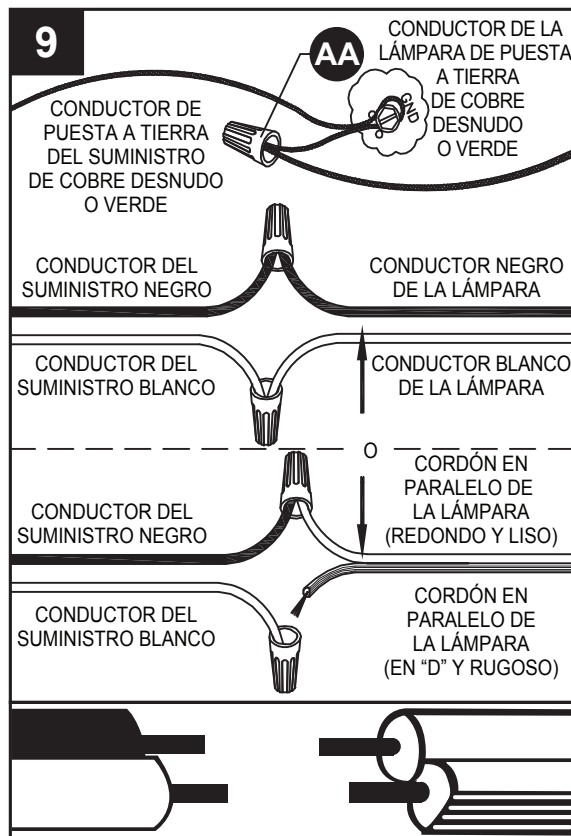 9
AA
CONDUCTOR DE LA
LÁMPARA DE PUESTA
A TIERRA
DE COBRE
DESNUDO
O VERDE
GND
CONDUCTOR DE
PUESTA A TIERRA
DEL SUMINISTRO
DE COBRE DESNUDO
O VERDE
CONDUCTOR DEL
SUMINISTRO NEGRO
CONDUCTOR NEGRO
DE LA LÁMPARA
CONDUCTOR DEL
SUMINISTRO BLANCO
CONDUCTOR BLANCO
DE LA LÁMPARA
O
CONDUCTOR DEL
SUMINISTRO NEGRO
CORDÓN EN
PARALELO DE
LA LÁMPARA
(REDONDO Y LISO)
CONDUCTOR DEL
SUMINISTRO BLANCO
CORDÓN EN
PARALELO DE
LA LÁMPARA
(EN “D” Y RUGOSO)